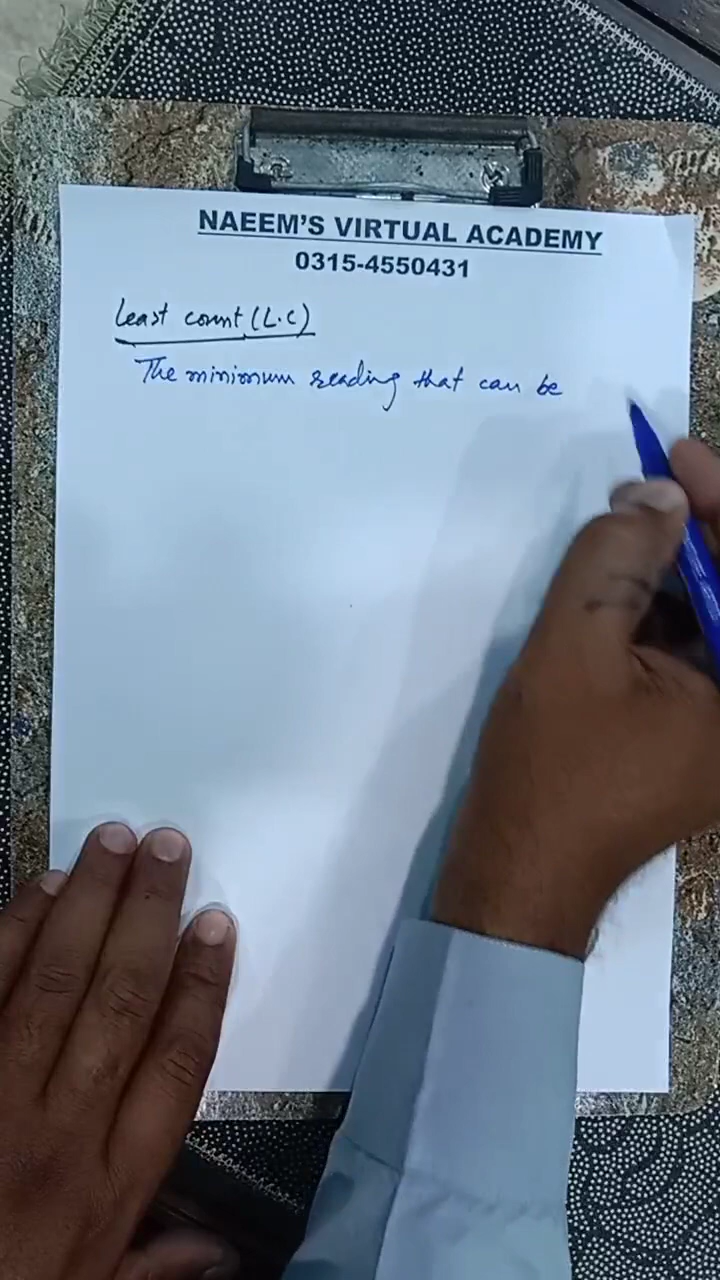 NAEEM'S VIRTUAL ACADEMY
0315-4550431
Least count (L.C)
The minimum reading that can be